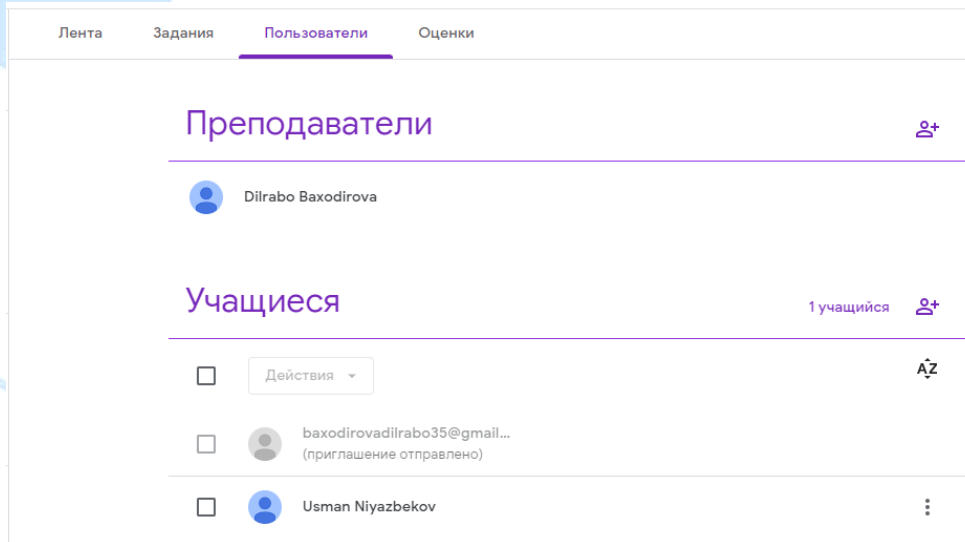 Лента Задания Пользователи Оценки
Преподаватели
Dilrabo Baxodirova
Учащиеся 1 учащийся
Действия AZ
baxodirovadilrabo35@gmail...
(приглашение отправлено)
Usman Niyazbekov